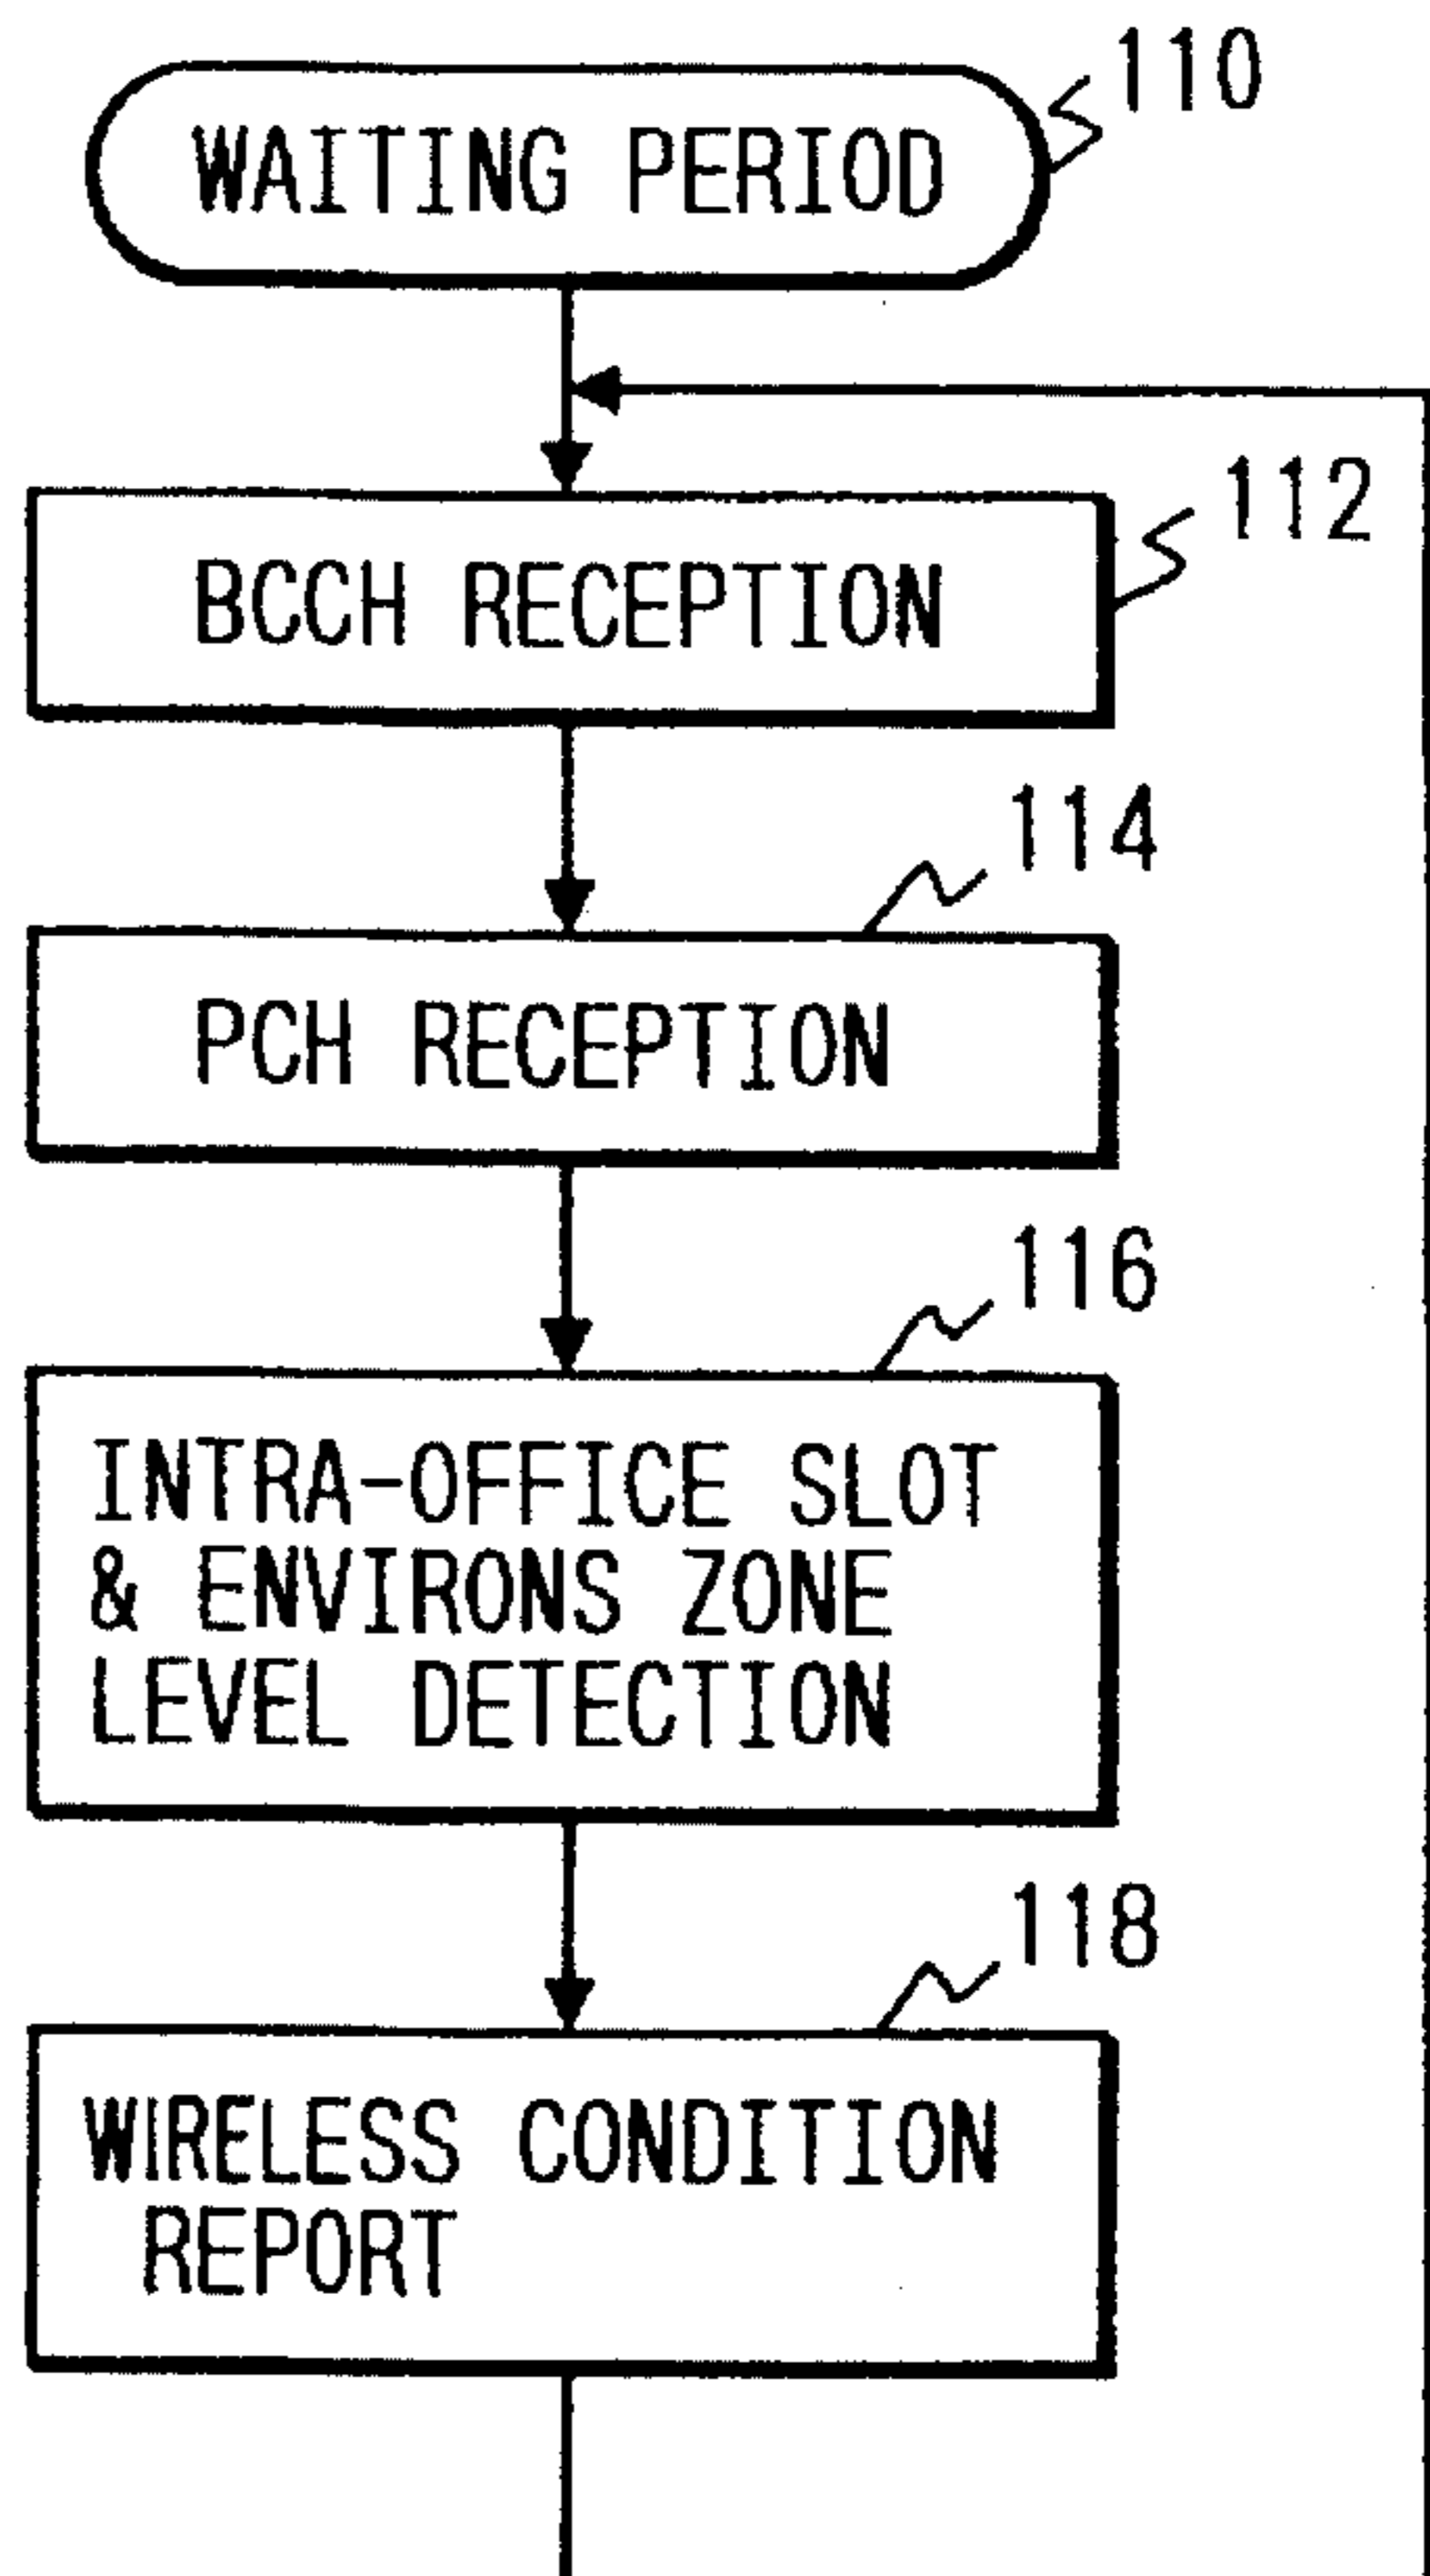 110
WAITING PERIOD
112
BCCH RECEPTION
114
PCH RECEPTION
116
INTRA-OFFICE SLOT
& ENVIRONS ZONE
LEVEL DETECTION
118
WIRELESS CONDITION
REPORT